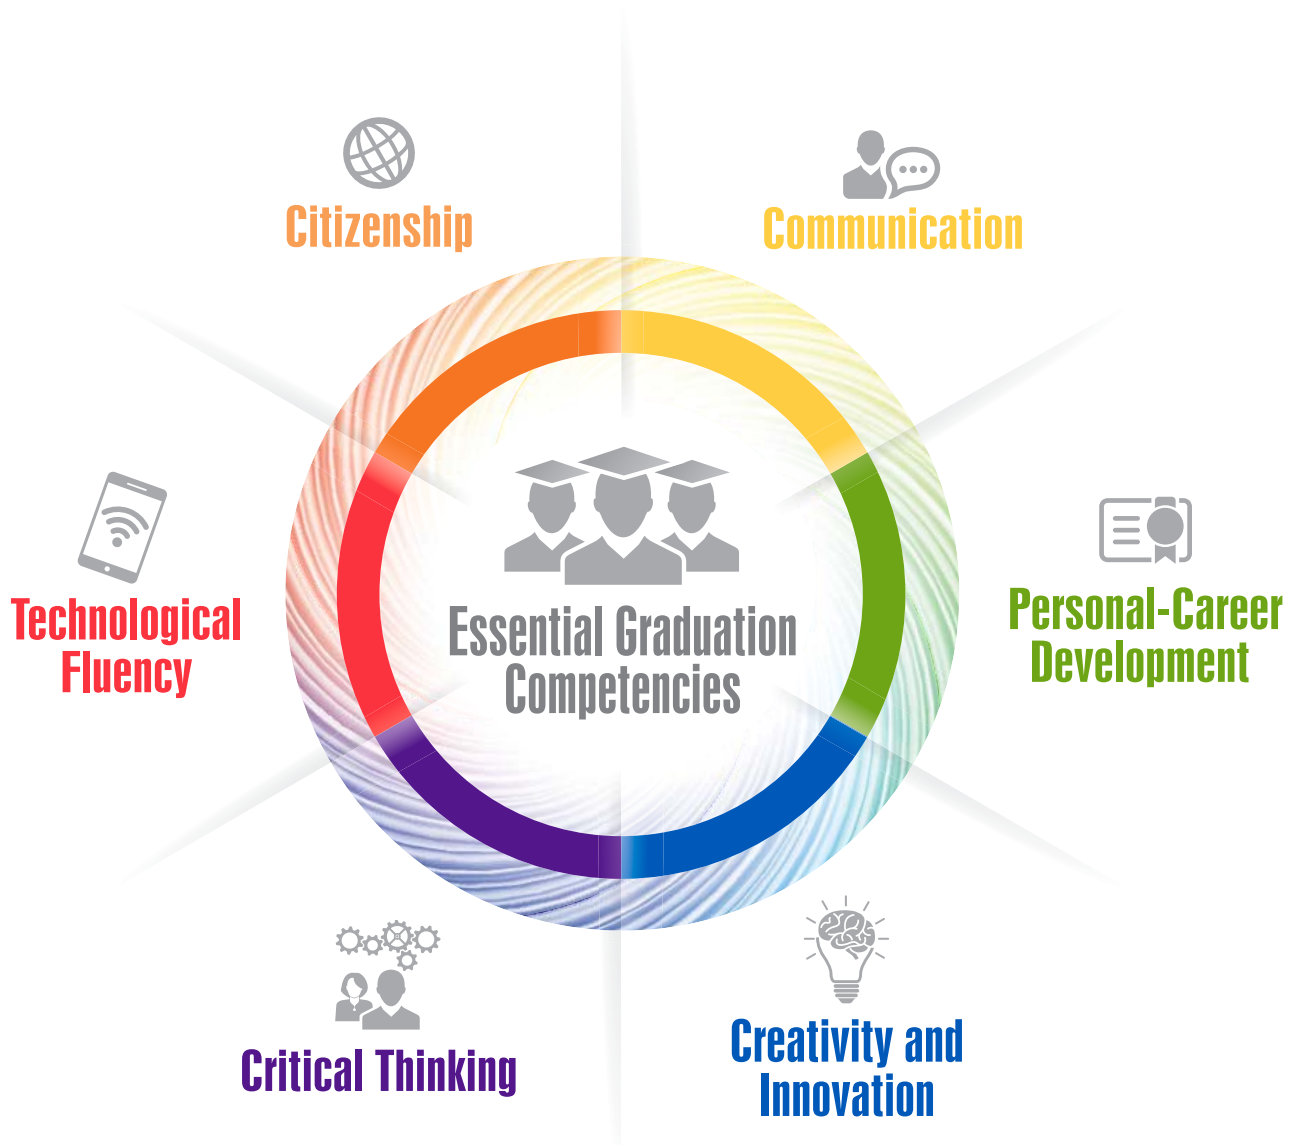 Citizenship
Communication
Technological
Fluency
Essential Graduation
Competencies
Personal-Career
Development
Critical Thinking
Creativity and
Innovation